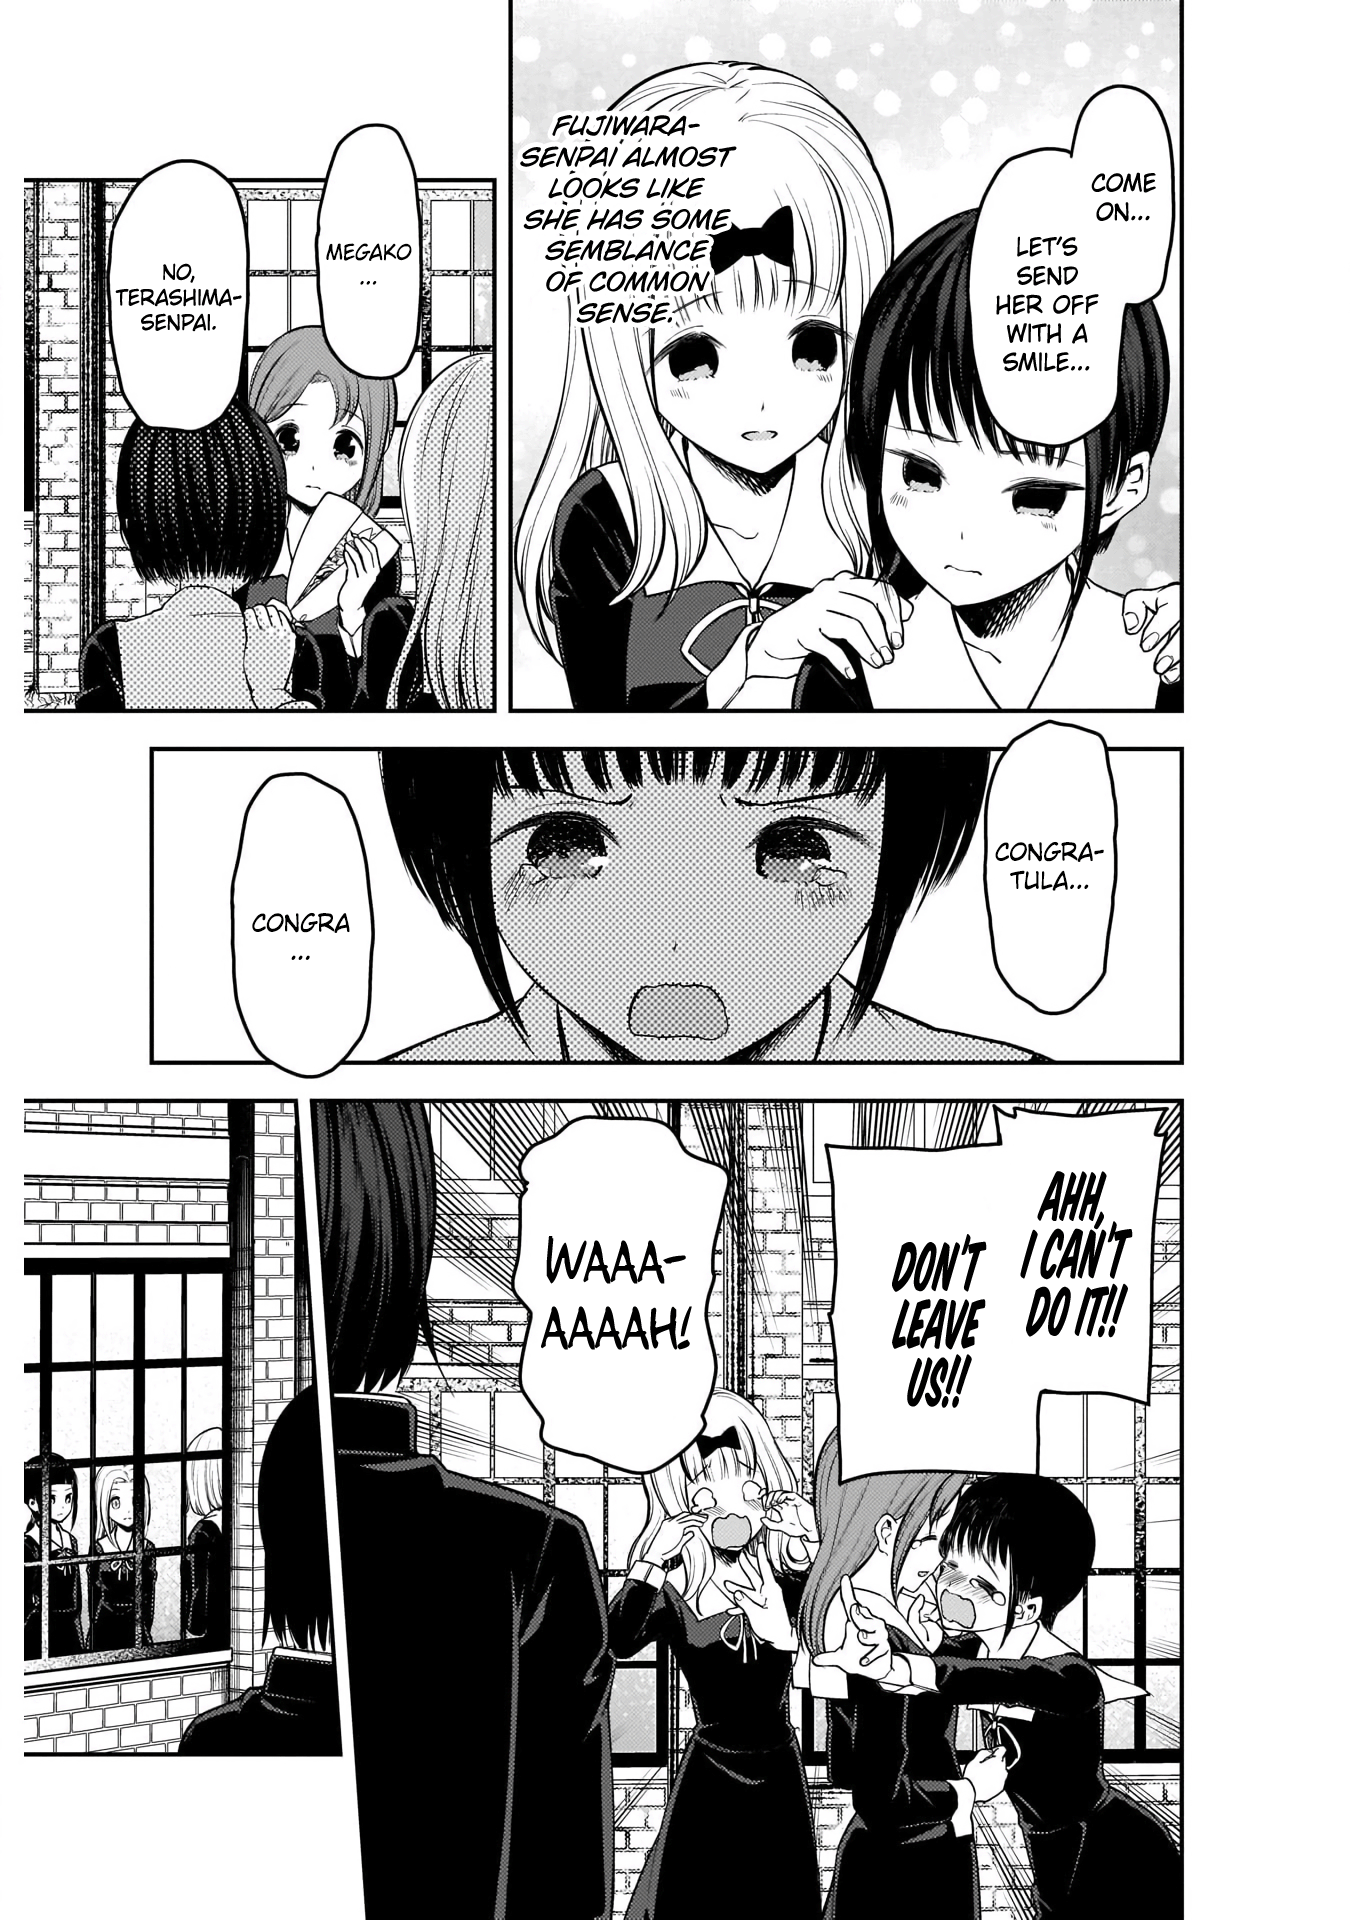 COME
ON...
LET'S
SEND
HER OFF
WITH A
SMILE...
FUJIWARA-
SENPAI ALMOST
LOOKS LIKE
SHE HAS SOME
SEMBLANCE
OF COMMON
SENSE.
MEGAKO
...
NO,
TERASHIMA-
SENPAI.
CONGRA-
TULA...
CONGRA
...
AHH,
I CAN'T
DO IT!!
DON'T
LEAVE
US!!
WAAA-
AAAAH!